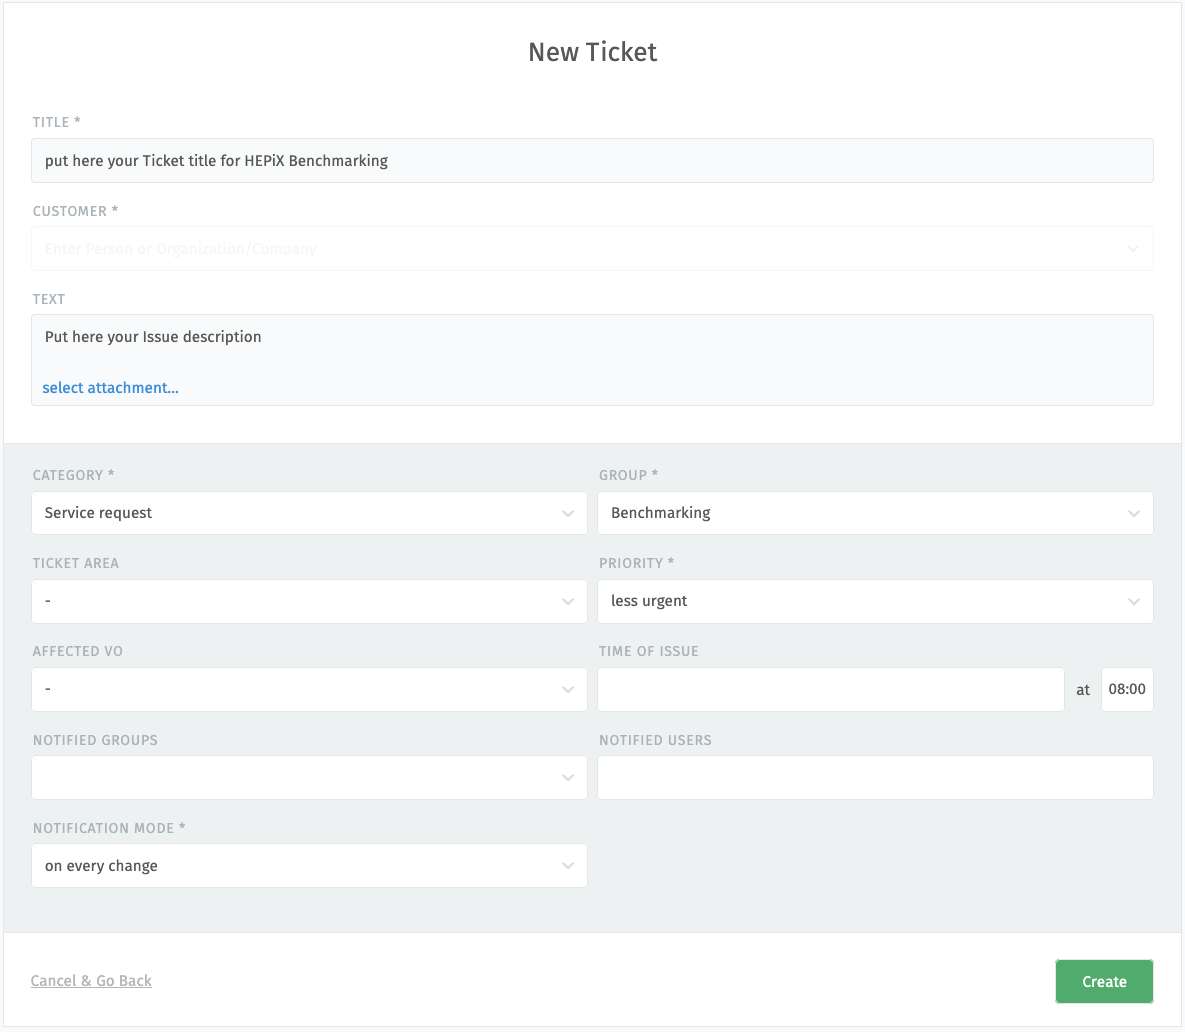 New Ticket
TITLE *
put here your Ticket title for HEPiX Benchmarking
CUSTOMER *
Enter Person or Organization/Company
TEXT
Put here your Issue description
select attachment...
CATEGORY *
GROUP *
Service request
Benchmarking
TICKET AREA
PRIORITY *
-
less urgent
AFFECTED VO
TIME OF ISSUE
-
at
08:00
NOTIFIED GROUPS
NOTIFIED USERS
NOTIFICATION MODE *
on every change
Cancel & Go Back
Create